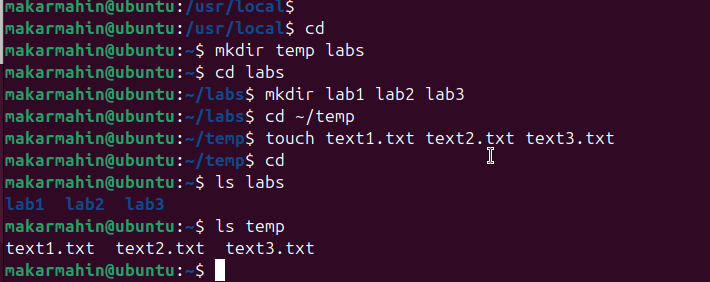 makarmahin@ubuntu:/usr/local$
makarmahin@ubuntu:/usr/local$ cd
makarmahin@ubuntu:~$ mkdir temp labs
makarmahin@ubuntu:~$ cd labs
makarmahin@ubuntu:~/labs$ mkdir lab1 lab2 lab3
makarmahin@ubuntu:~/labs$ cd ~/temp
makarmahin@ubuntu:~/temp$ touch text1.txt text2.txt text3.txt
makarmahin@ubuntu:~/temp$ cd
makarmahin@ubuntu:~$ ls labs
lab1  lab2  lab3
makarmahin@ubuntu:~$ ls temp
text1.txt  text2.txt  text3.txt
makarmahin@ubuntu:~$